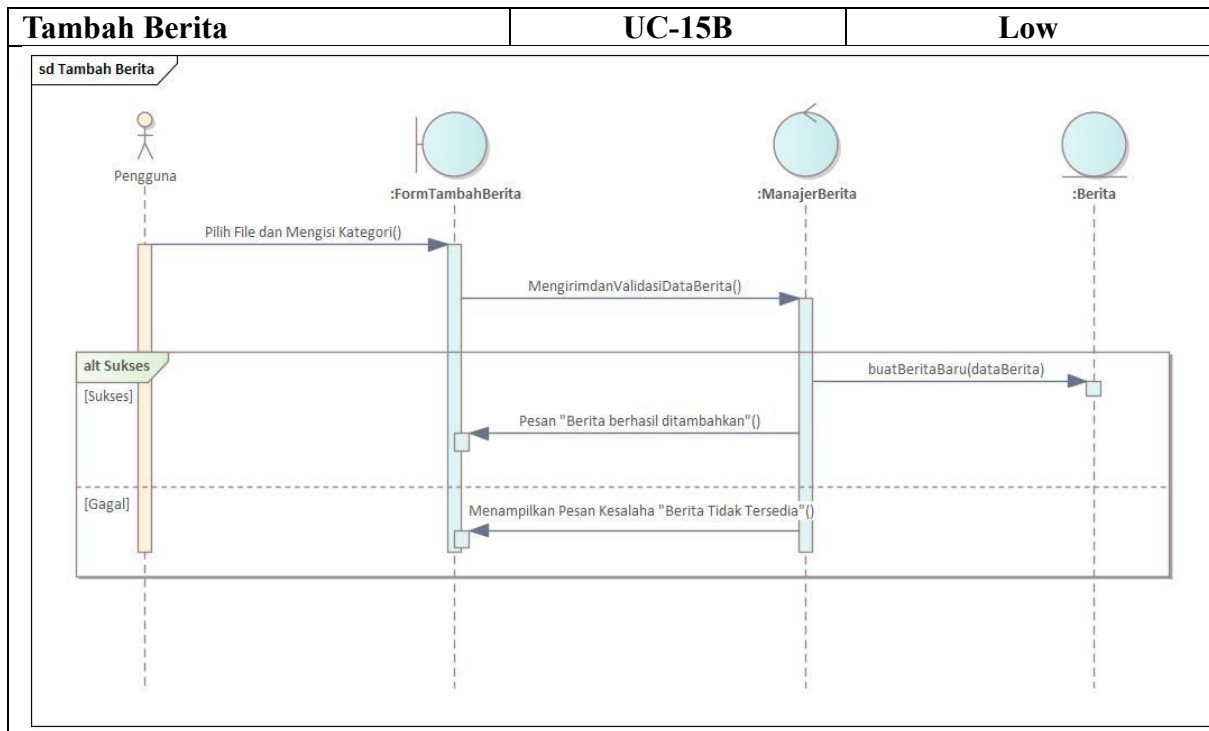 Tambah Berita
UC-15B
Low
sd Tambah Berita
Pengguna
:FormTambahBerita
:ManajerBerita
:Berita
Pilih File dan Mengisi Kategori()
MengirimdanValidasiDataBerita()
alt Sukses
[Sukses]
buatBeritaBaru(dataBerita)
Pesan "Berita berhasil ditambahkan"()
[Gagal]
Menampilkan Pesan Kesalaha "Berita Tidak Tersedia"()